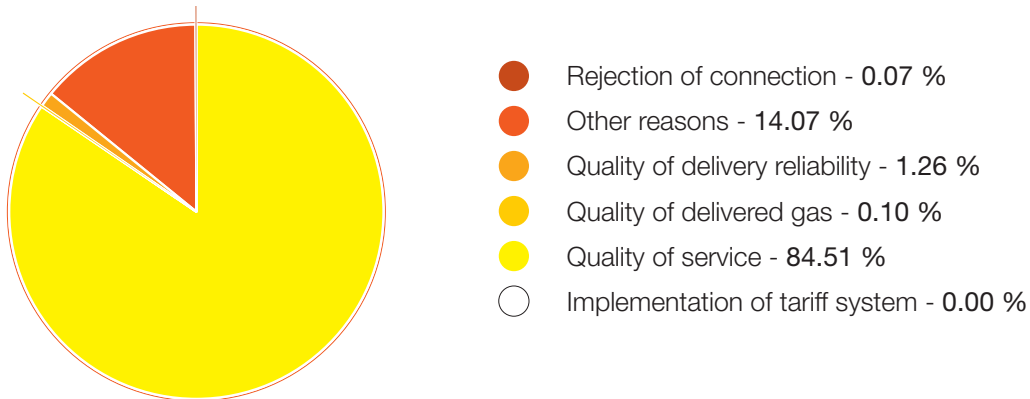 Rejection of connection - 0.07 %
Other reasons - 14.07 %
Quality of delivery reliability - 1.26 %
Quality of delivered gas - 0.10 %
Quality of service - 84.51 %
Implementation of tariff system - 0.00 %